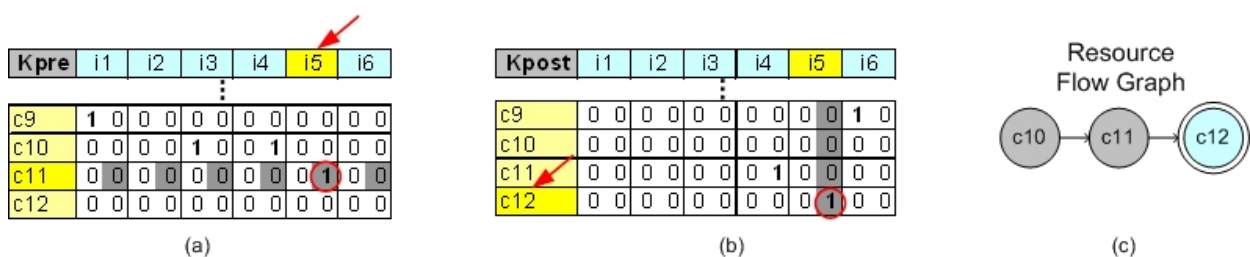 Kpre i1 i2 i3 i4 i5 i6
c9 1 0 0 0 0 0 0 0 0 0 0 0
c10 0 0 0 0 1 0 0 1 0 0 0 0
c11 0 0 0 0 0 0 0 0 0 1 0 0
c12 0 0 0 0 0 0 0 0 0 0 0 0
(a)
Kpost i1 i2 i3 i4 i5 i6
c9 0 0 0 0 0 0 0 0 0 0 1 0
c10 0 0 0 0 0 0 0 0 0 0 0 0
c11 0 0 0 0 0 0 0 1 0 0 0 0
c12 0 0 0 0 0 0 0 0 0 1 0 0
(b)
Resource
Flow Graph
c10 c11 c12
(c)